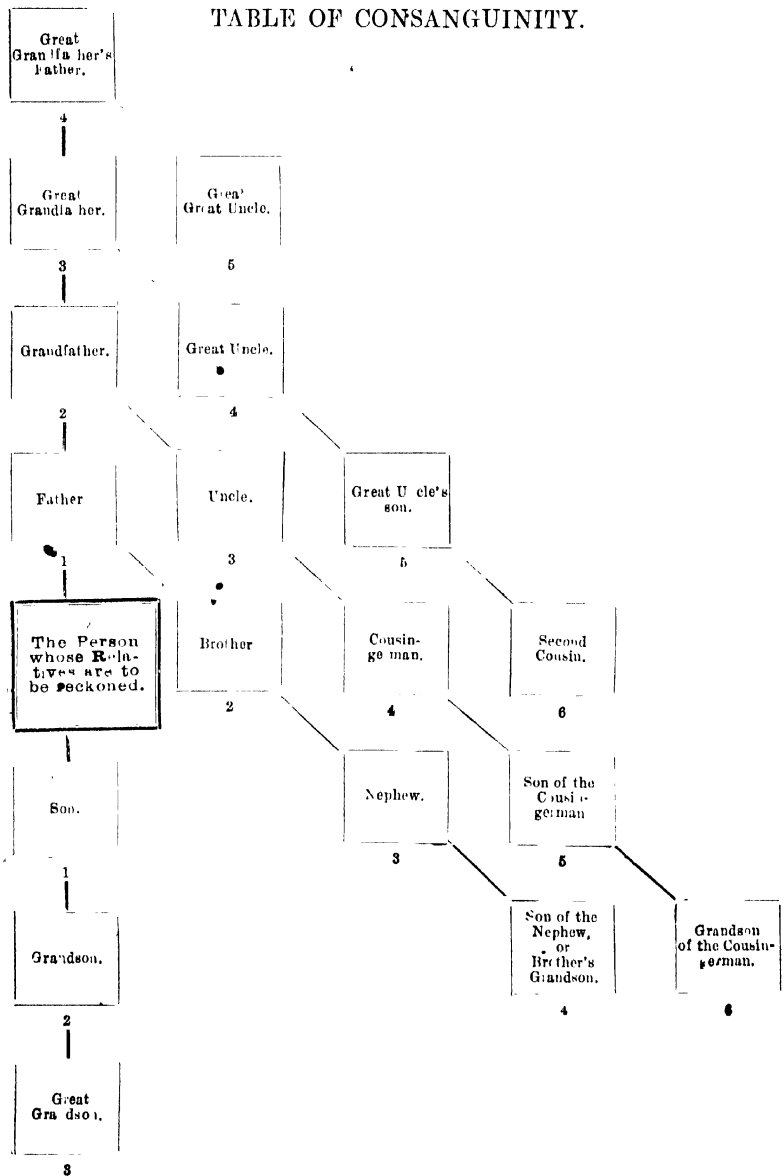 TABLE OF CONSANGUINITY.
Great
Grandfather's
Father.
4
Great
Grandfather.
3
Great
Great Uncle.
5
Grandfather.
2
Great Uncle.
4
Father
1
Uncle.
3
Great Uncle's
son.
5
The Person
whose Rela-
tives are to
be reckoned.
Brother
2
Cousin-
german.
4
Second
Cousin.
6
Son.
1
Nephew.
3
Son of the
Cousin-
german
5
Grandson.
2
Son of the
Nephew,
or
Brother's
Grandson.
4
Grandson
of the Cousin-
german.
6
Great
Grandson.
3